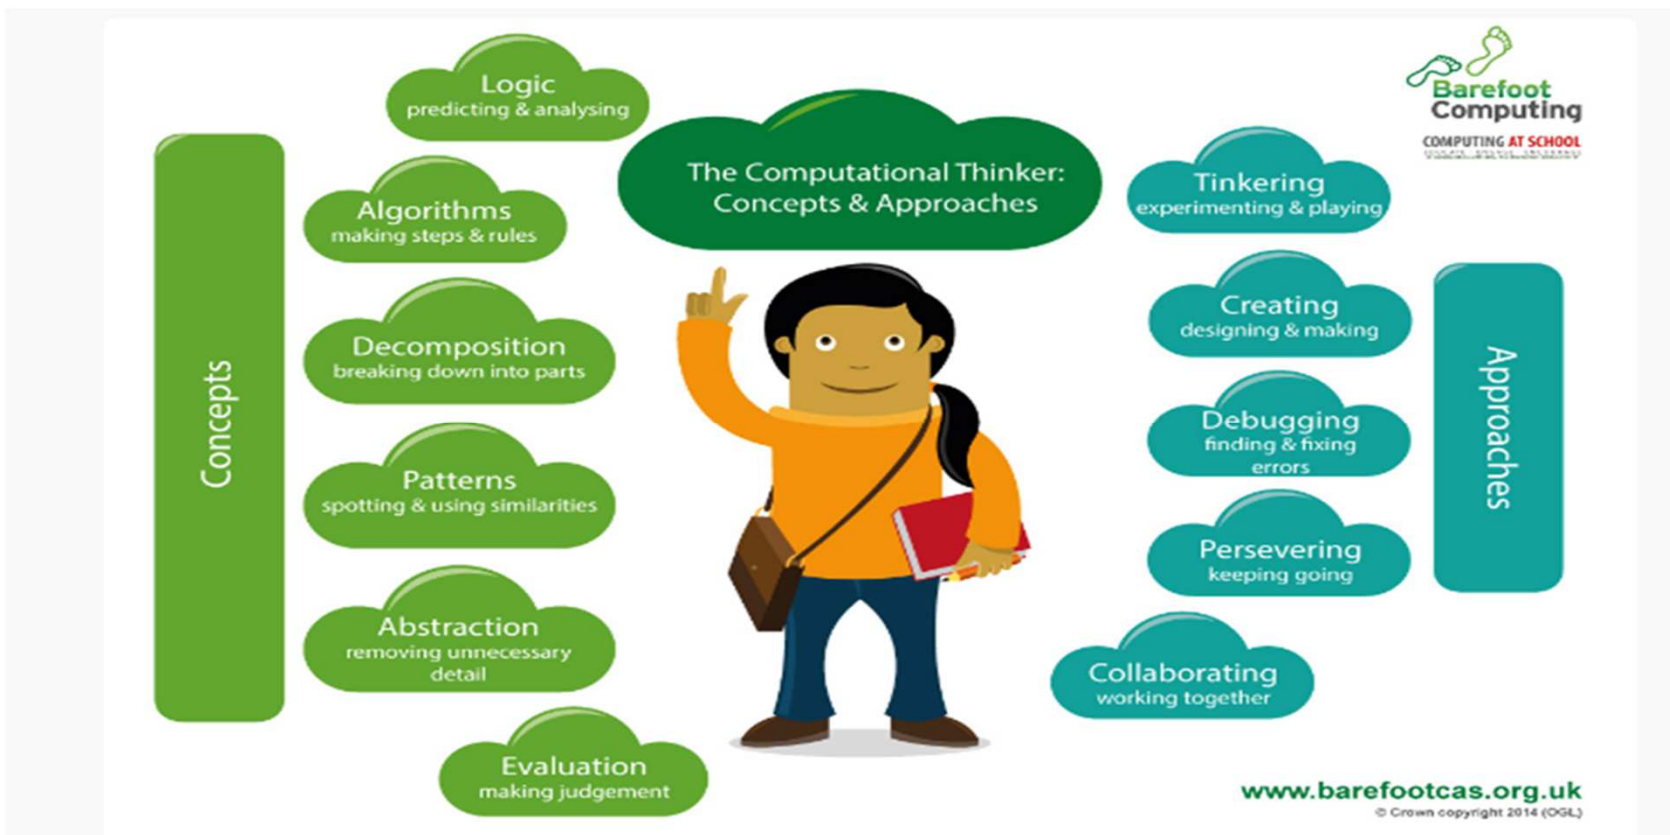 Logic
predicting & analysing
Barefoot
Computing
COMPUTING AT SCHOOL
The Computational Thinker:
Concepts & Approaches
Tinkering
experimenting & playing
Algorithms
making steps & rules
Creating
designing & making
Decomposition
breaking down into parts
Concepts
Approaches
Debugging
finding & fixing
errors
Patterns
spotting & using similarities
Persevering
keeping going
Abstraction
removing unnecessary
detail
Collaborating
working together
Evaluation
making judgement
www.barefootcas.org.uk
© Crown copyright 2014 (OGL)